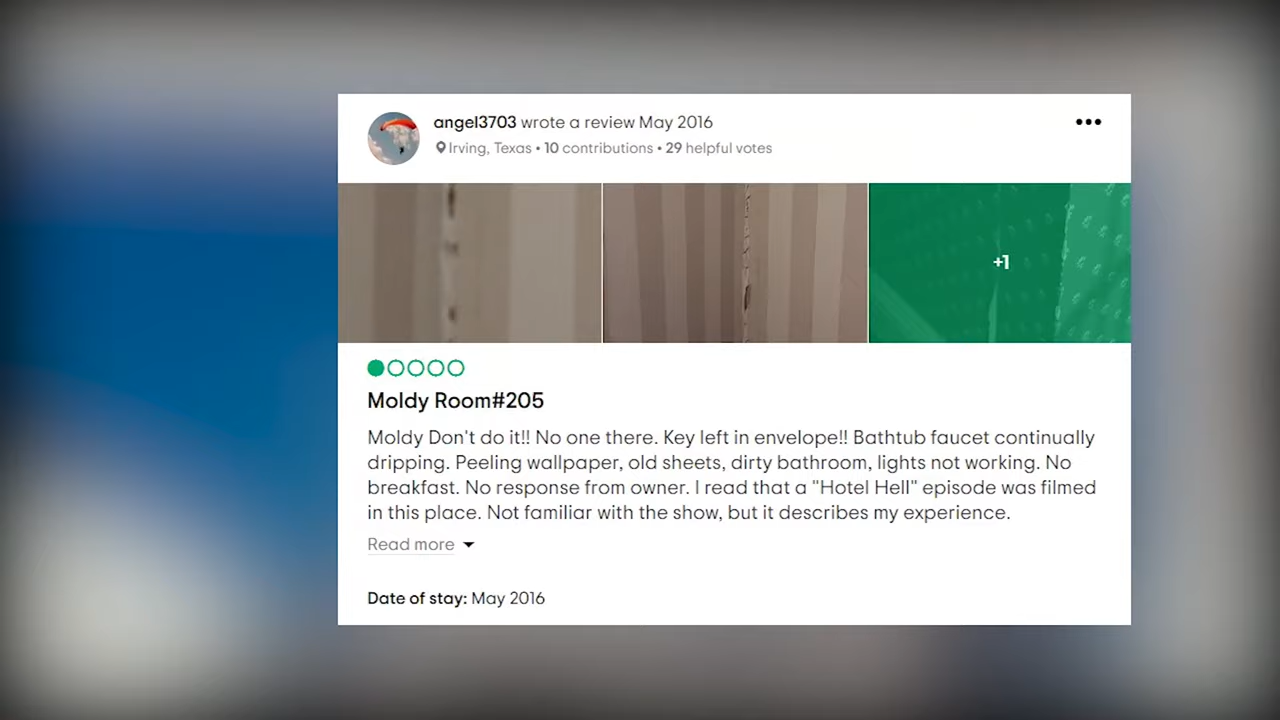 angel3703 wrote a review May 2016
Irving, Texas • 10 contributions • 29 helpful votes
+1
Moldy Room#205
Moldy Don't do it!! No one there. Key left in envelope!! Bathtub faucet continually
dripping. Peeling wallpaper, old sheets, dirty bathroom, lights not working. No
breakfast. No response from owner. I read that a "Hotel Hell" episode was filmed
in this place. Not familiar with the show, but it describes my experience.
Read more
Date of stay: May 2016